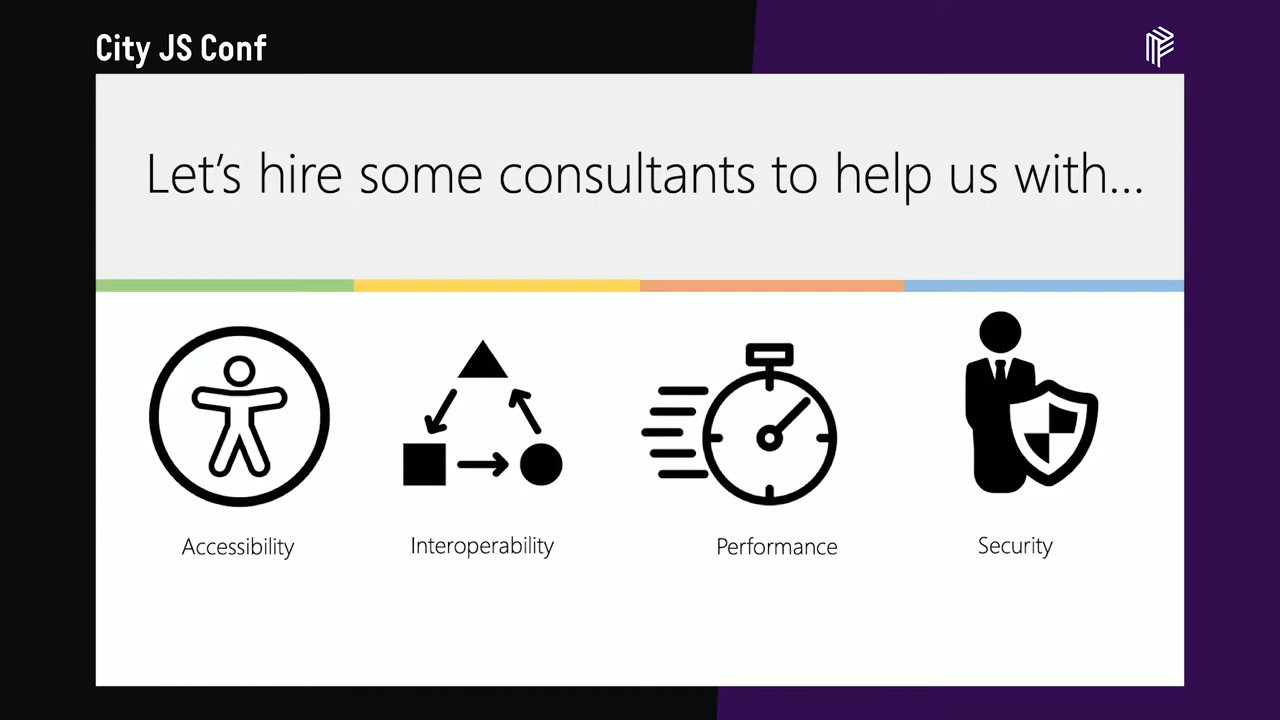 City JS Conf
Let's hire some consultants to help us with...
Accessibility
Interoperability
Performance
Security